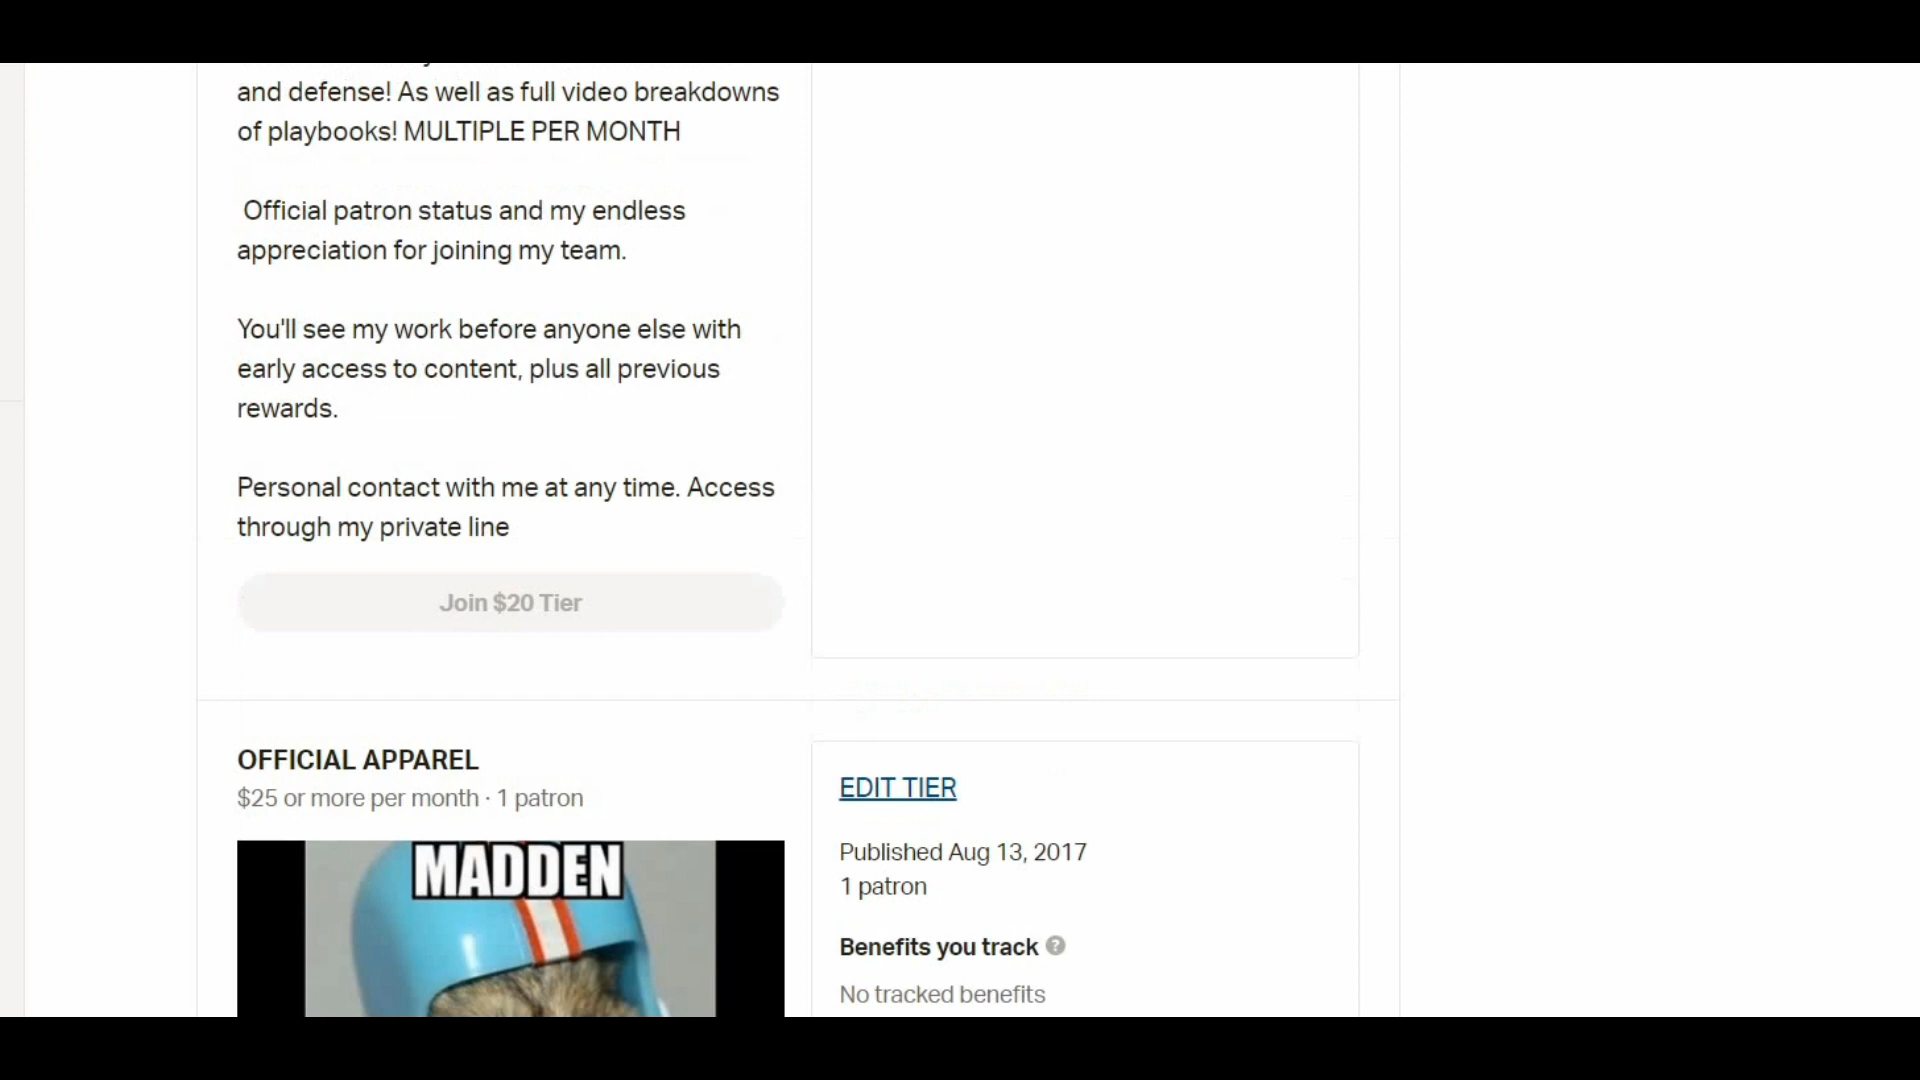 and defense! As well as full video breakdowns
of playbooks! MULTIPLE PER MONTH
Official patron status and my endless
appreciation for joining my team.
You'll see my work before anyone else with
early access to content, plus all previous
rewards.
Personal contact with me at any time. Access
through my private line
Join $20 Tier
OFFICIAL APPAREL
$25 or more per month · 1 patron
MADDEN
EDIT TIER
Published Aug 13, 2017
1 patron
Benefits you track ?
No tracked benefits